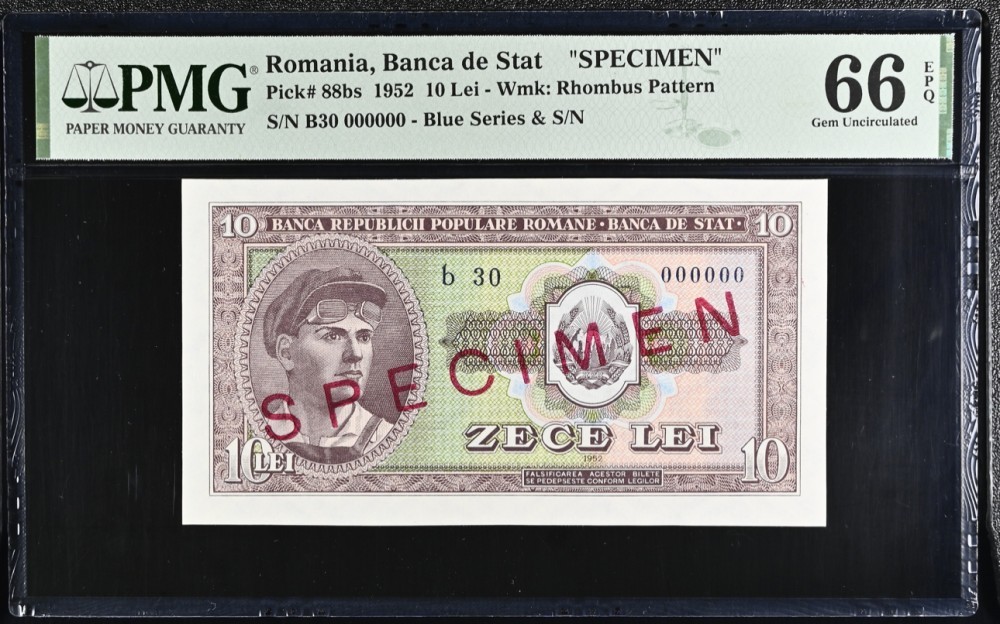 PMG®
PAPER MONEY GUARANTY
Romania, Banca de Stat "SPECIMEN"
Pick# 88bs 1952 10 Lei - Wmk: Rhombus Pattern
S/N B30 000000 - Blue Series & S/N
66
EPQ
Gem Uncirculated
10 BANCA REPUBLICII POPULARE ROMANE · BANCA DE STAT · 10
b 30 000000
SPECIMEN
ZECE LEI
1952
10 LEI
10
FALSIFICAREA ACESTOR BILETE
SE PEDEPSESTE CONFORM LEGILOR